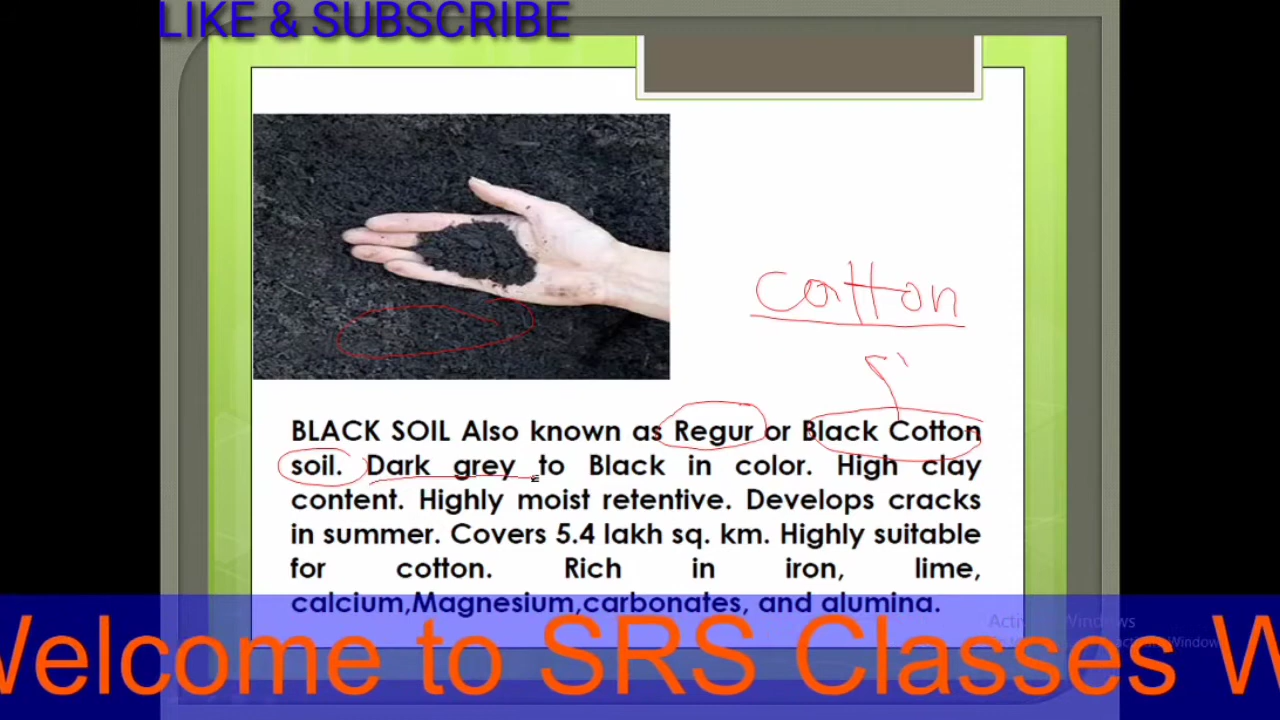 LIKE & SUBSCRIBE
cotton
BLACK SOIL Also known as Regur or Black Cotton
soil. Dark grey to Black in color. High clay
content. Highly moist retentive. Develops cracks
in summer. Covers 5.4 lakh sq. km. Highly suitable
for cotton. Rich in iron, lime,
calcium,Magnesium,carbonates, and alumina.
Welcome to SRS Classes W